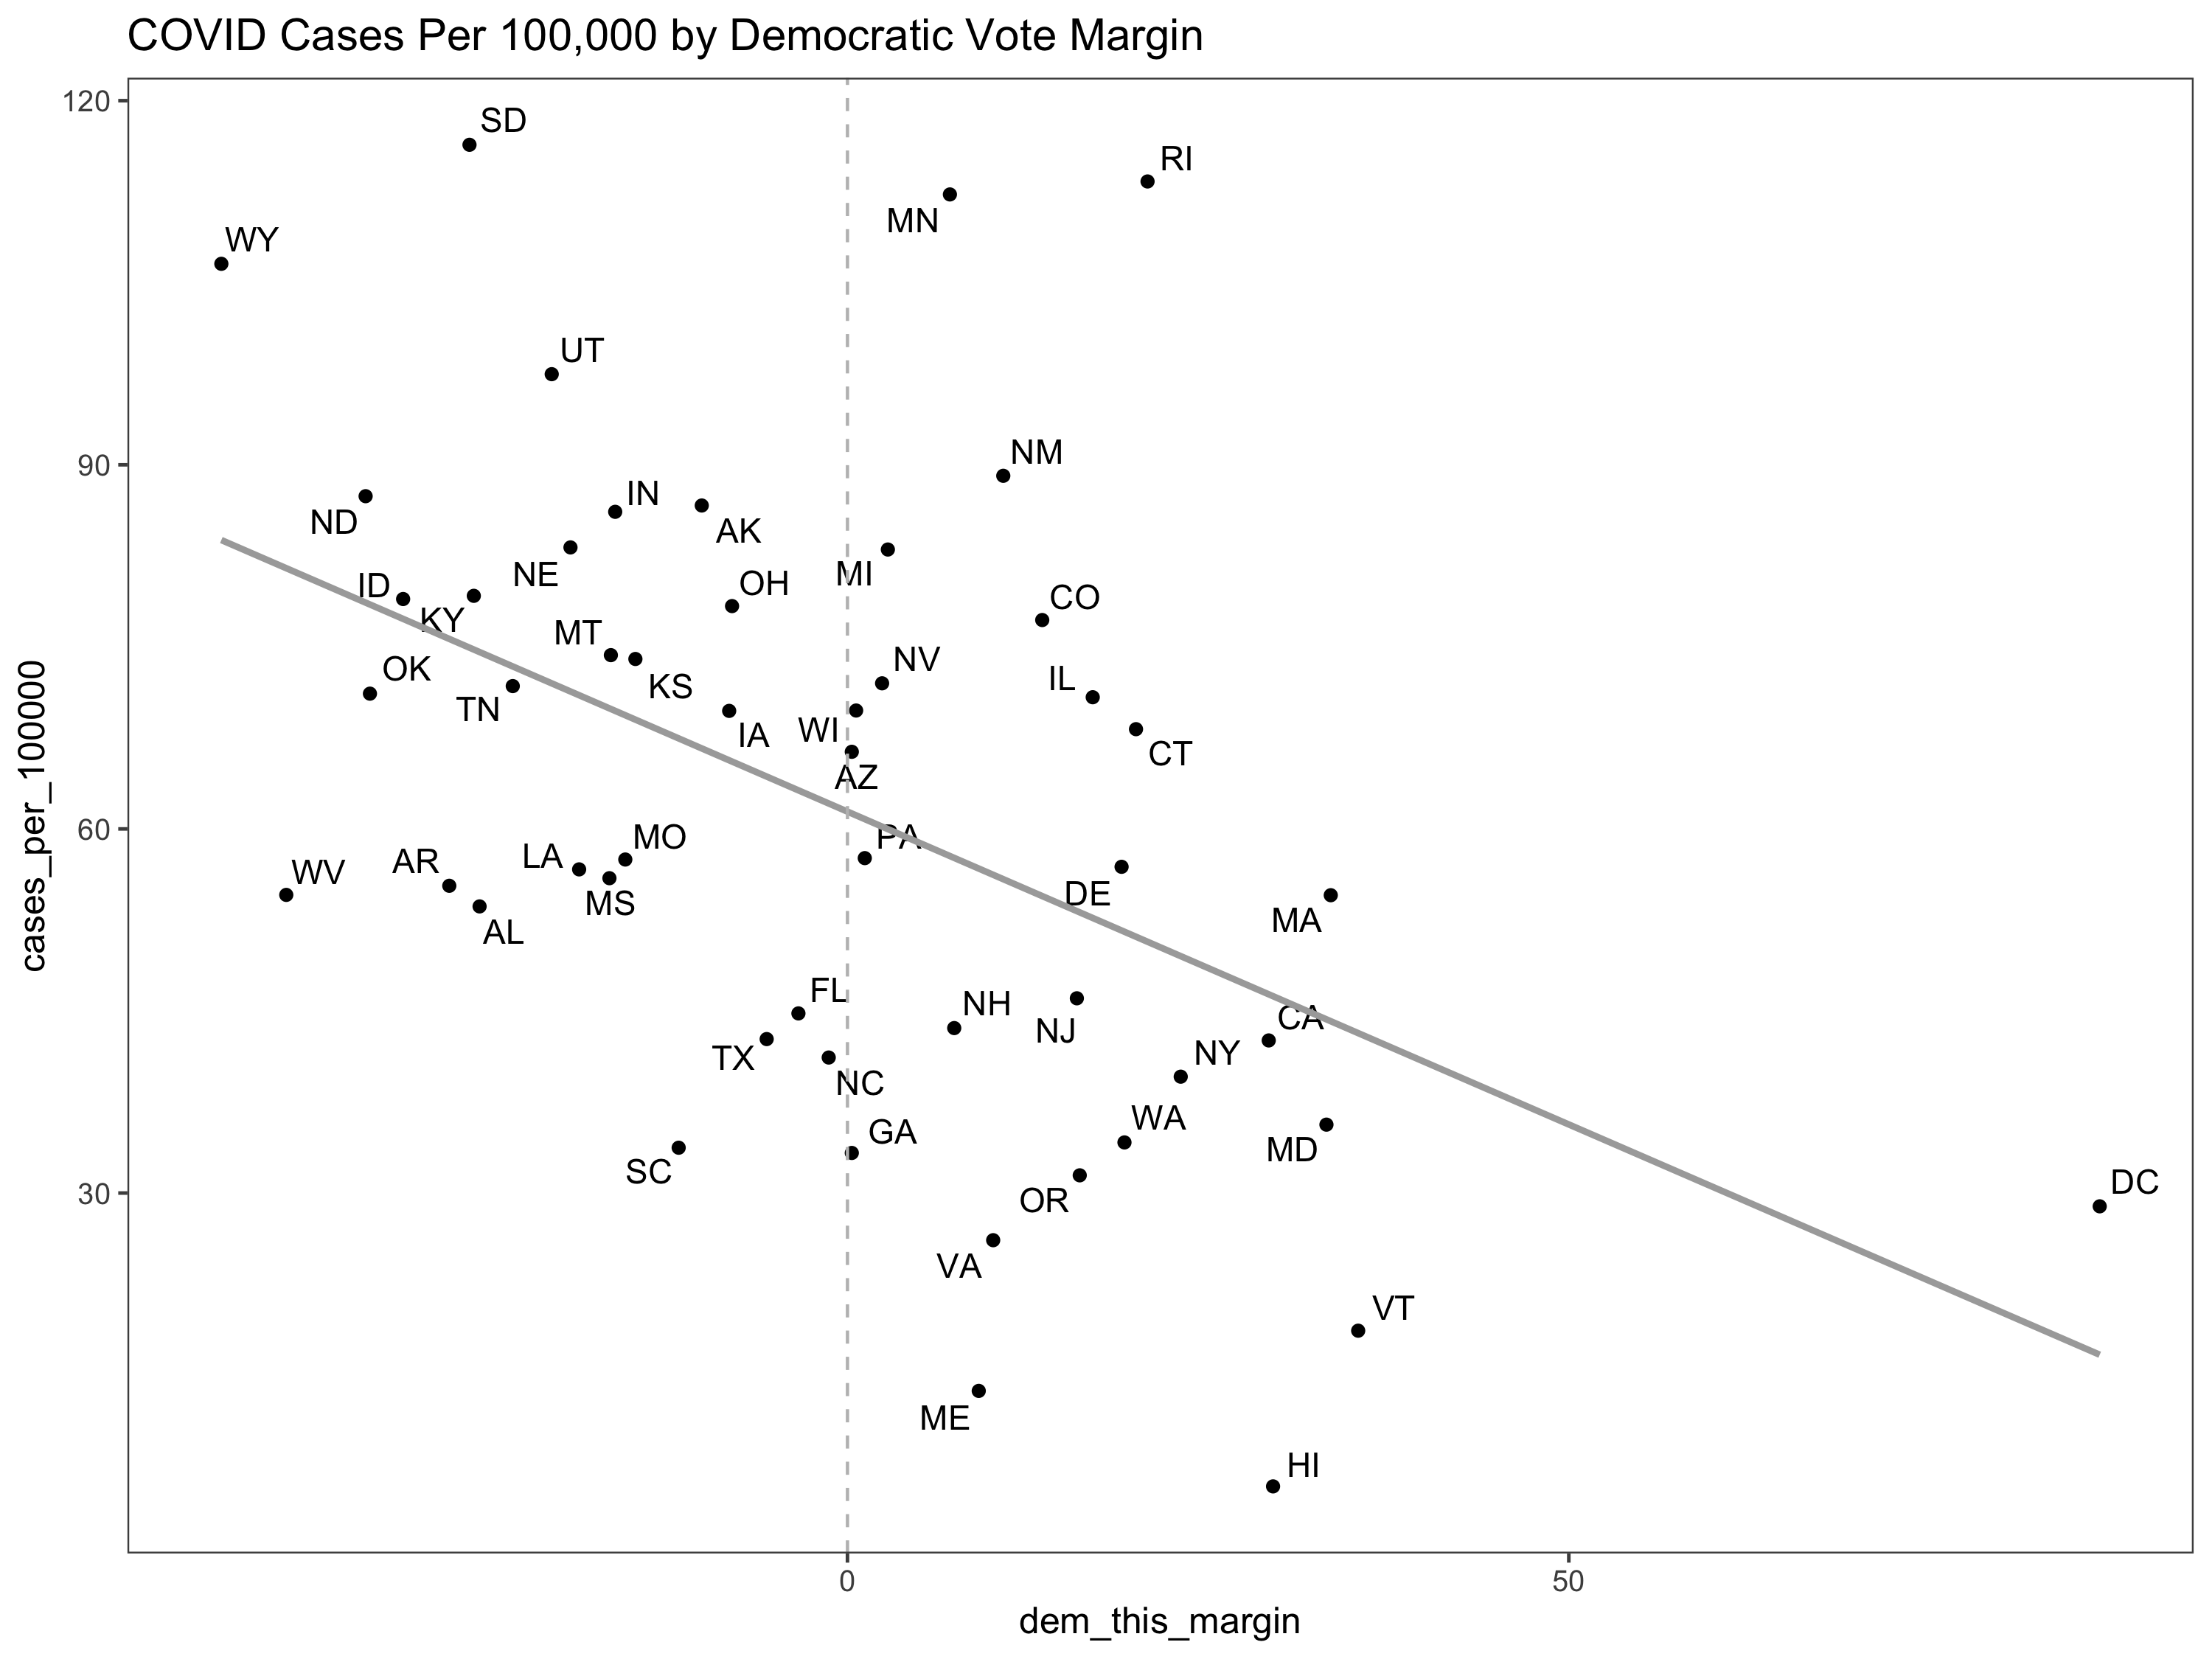 COVID Cases Per 100,000 by Democratic Vote Margin
120
SD
RI
MN
WY
UT
90
NM
IN
ND
AK
NE
MI
OH
ID
KY
CO
MT
NV
OK
KS
IL
TN
WI
IA
CT
AZ
60
MO
PA
LA
AR
WV
DE
MS
MA
AL
FL
NH
CA
NJ
NY
TX
NC
WA
GA
MD
SC
30
DC
OR
VA
VT
ME
HI
0
50
dem_this_margin
cases_per_100000